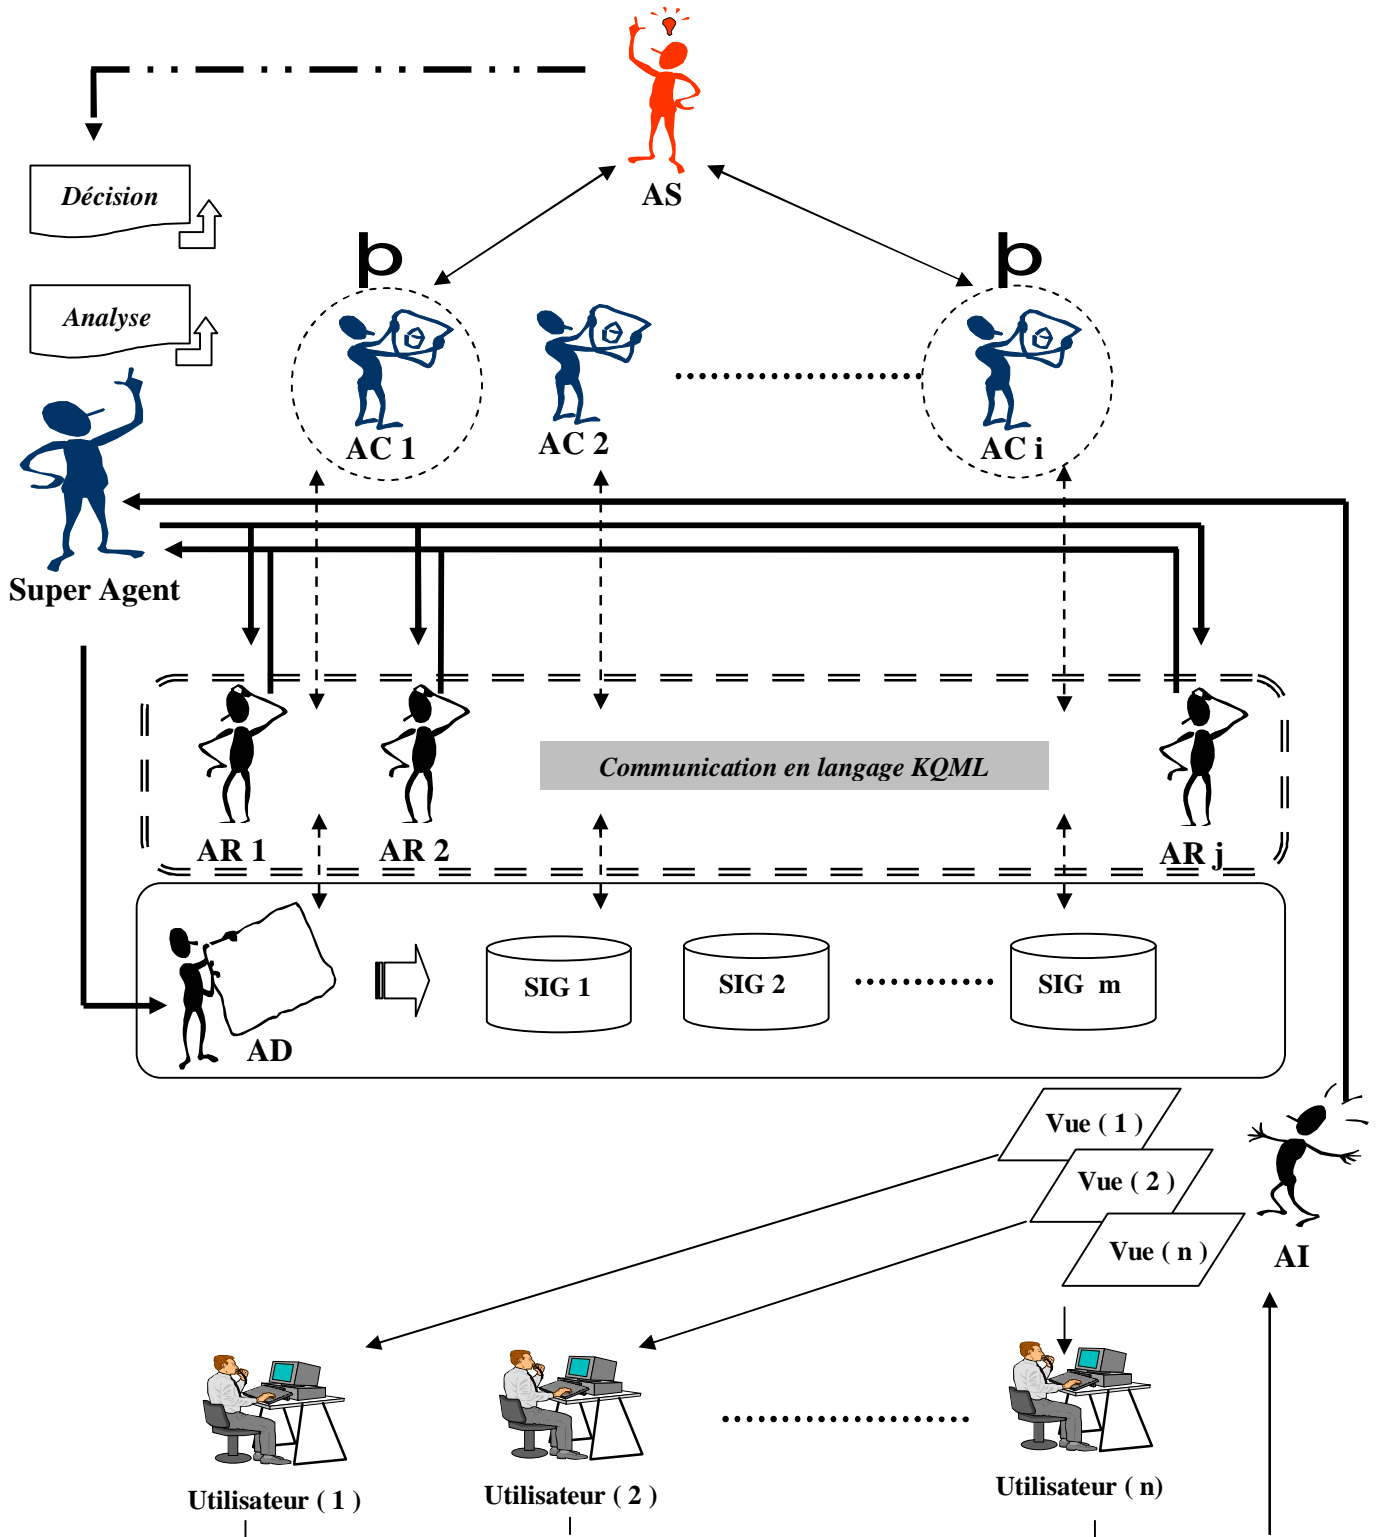 AS
Décision
þ
þ
Analyse
AC 1
AC 2
AC i
Super Agent
Communication en langage KQML
AR 1
AR 2
AR j
SIG 1
SIG 2
SIG m
AD
Vue ( 1 )
Vue ( 2 )
Vue ( n )
AI
Utilisateur ( 1 )
Utilisateur ( 2 )
Utilisateur ( n)